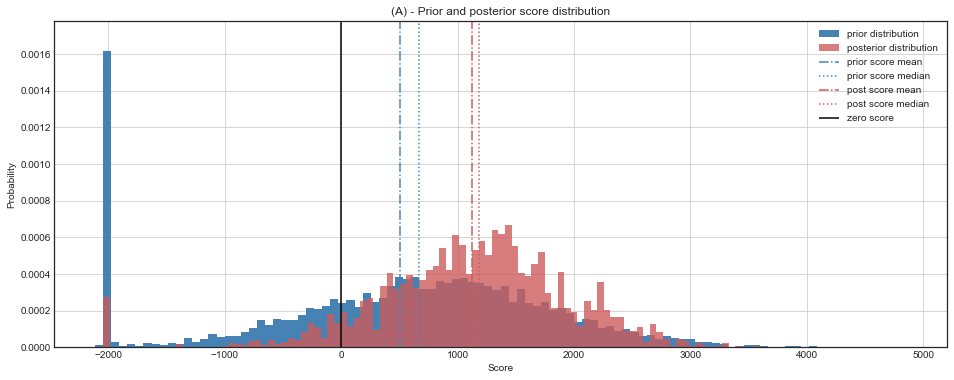 (A) - Prior and posterior score distribution
prior distribution
posterior distribution
prior score mean
prior score median
post score mean
post score median
zero score
Probability
0.0016
0.0014
0.0012
0.0010
0.0008
0.0006
0.0004
0.0002
0.0000
−2000 −1000 0 1000 2000 3000 4000 5000
Score